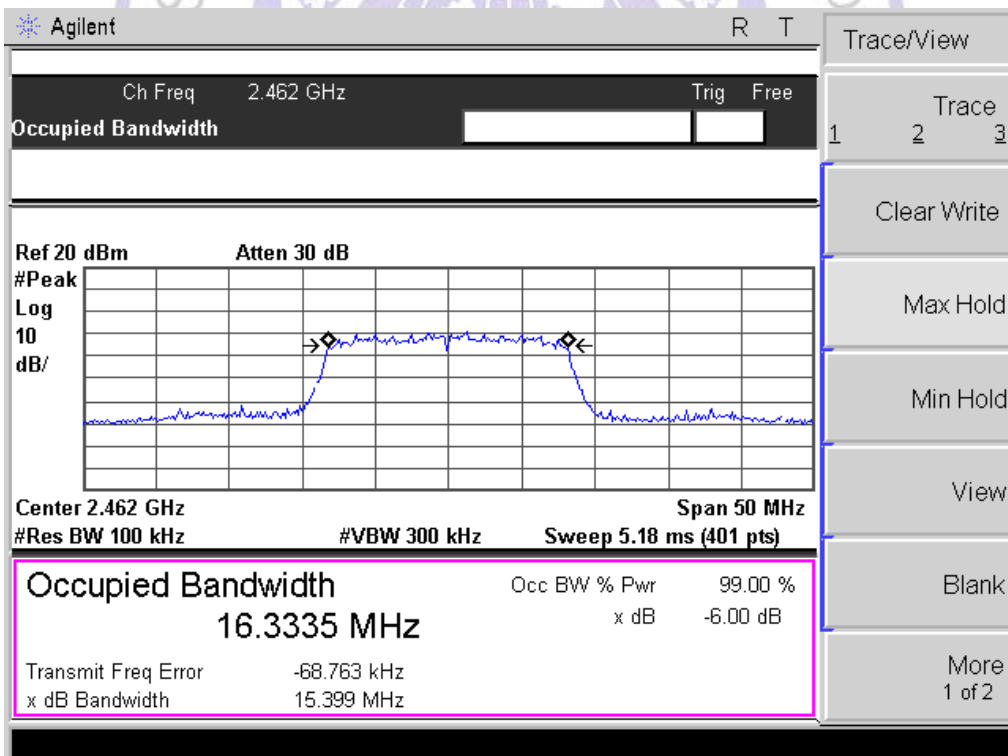 Agilent R T
Trace/View
Ch Freq 2.462 GHz Trig Free
Occupied Bandwidth
Trace
1 2 3
Clear Write
Max Hold
Min Hold
View
Blank
More
1 of 2
Ref 20 dBm Atten 30 dB
#Peak
Log
10
dB/
Center 2.462 GHz Span 50 MHz
#Res BW 100 kHz #VBW 300 kHz Sweep 5.18 ms (401 pts)
Occupied Bandwidth Occ BW % Pwr 99.00 %
16.3335 MHz x dB -6.00 dB
Transmit Freq Error -68.763 kHz
x dB Bandwidth 15.399 MHz